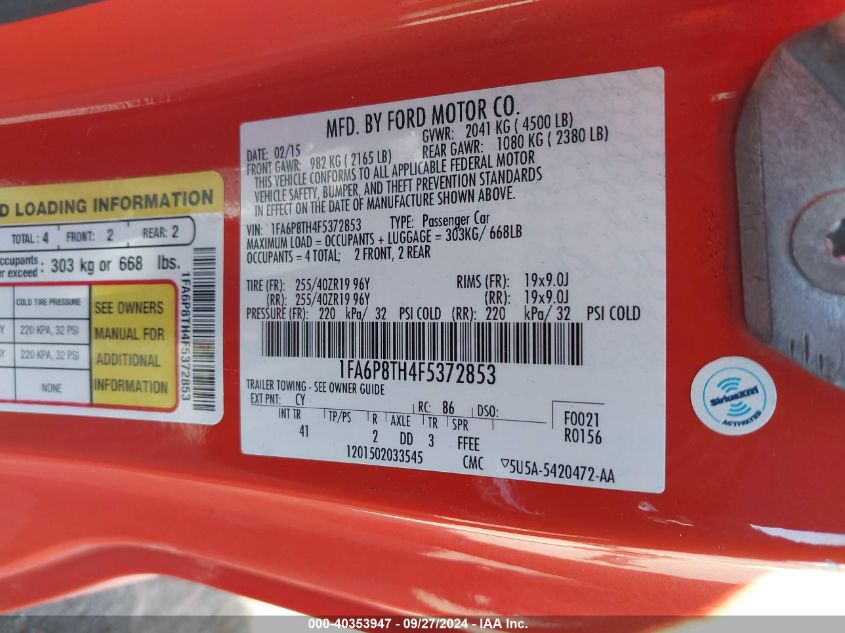 D LOADING INFORMATION
TOTAL: 4 FRONT: 2 REAR: 2
cupants
er exceed : 303 kg or 668 lbs.
COLD TIRE PRESSURE
220 KPA, 32 PSI
220 KPA, 32 PSI
NONE
SEE OWNERS
MANUAL FOR
ADDITIONAL
INFORMATION
1FA6P8TH4F5372853
MFD. BY FORD MOTOR CO.
DATE: 02/15 GVWR: 2041 KG ( 4500 LB)
FRONT GAWR: 982 KG ( 2165 LB) REAR GAWR: 1080 KG ( 2380 LB)
THIS VEHICLE CONFORMS TO ALL APPLICABLE FEDERAL MOTOR
VEHICLE SAFETY, BUMPER, AND THEFT PREVENTION STANDARDS
IN EFFECT ON THE DATE OF MANUFACTURE SHOWN ABOVE.
VIN: 1FA6P8TH4F5372853 TYPE: Passenger Car
MAXIMUM LOAD = OCCUPANTS + LUGGAGE = 303KG/ 668LB
OCCUPANTS = 4 TOTAL; 2 FRONT, 2 REAR
TIRE (FR): 255/40ZR19 96Y RIMS (FR): 19x9.0J
(RR): 255/40ZR19 96Y (RR): 19x9.0J
PRESSURE (FR): 220 kPa/ 32 PSI COLD (RR): 220 kPa/ 32 PSI COLD
1FA6P8TH4F5372853
TRAILER TOWING - SEE OWNER GUIDE
EXT PNT: CY RC: 86 DSO: F0021
INT TR TP/PS R AXLE TR SPR R0156
41 2 DD 3 FFEE
1201502033545 CMC ▽5U5A-5420472-AA
SiriusXM
ACTIVATED
000-40353947 - 09/27/2024 - IAA Inc.